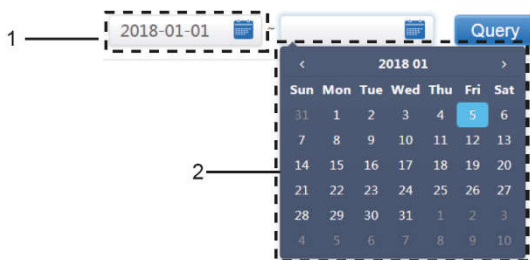 1 2018-01-01 ~ Query
‹ 2018 01 ›
Sun Mon Tue Wed Thu Fri Sat
31 1 2 3 4 5 6
7 8 9 10 11 12 13
2 14 15 16 17 18 19 20
21 22 23 24 25 26 27
28 29 30 31 1 2 3
4 5 6 7 8 9 10